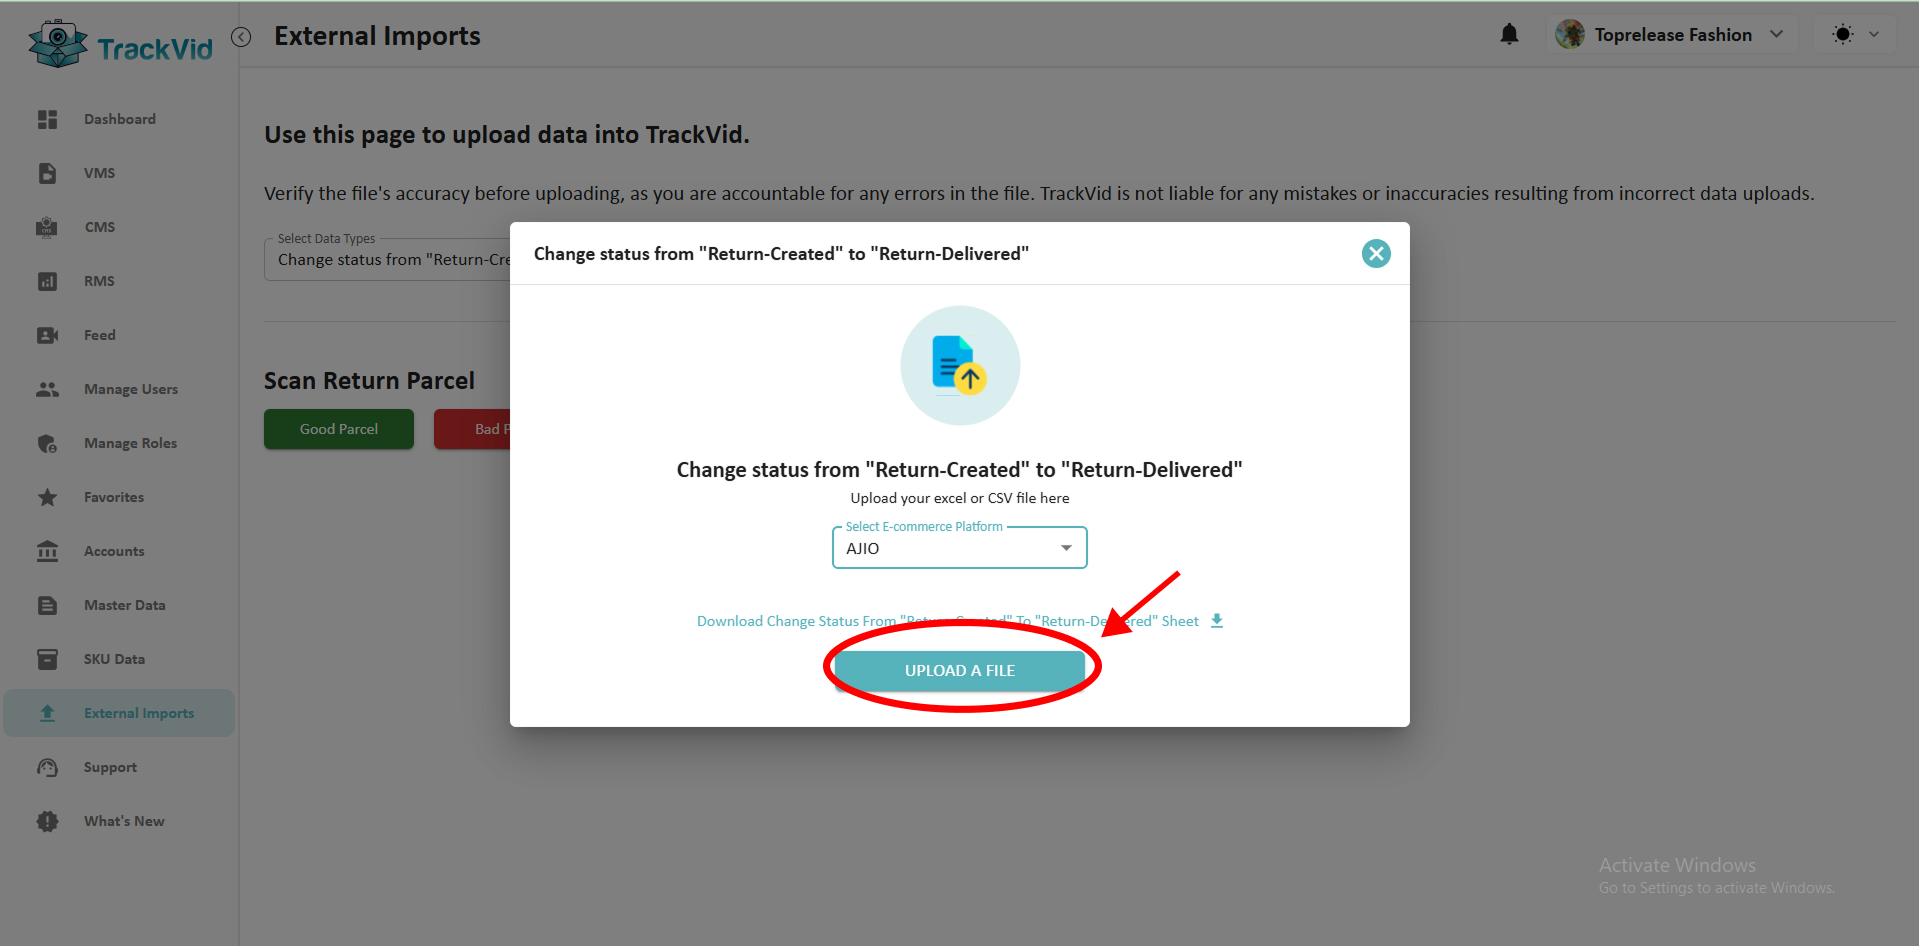 TrackVid
External Imports
Toprelease Fashion
Dashboard
VMS
CMS
RMS
Feed
Manage Users
Manage Roles
Favorites
Accounts
Master Data
SKU Data
External Imports
Support
What's New
Use this page to upload data into TrackVid.
Verify the file's accuracy before uploading, as you are accountable for any errors in the file. TrackVid is not liable for any mistakes or inaccuracies resulting from incorrect data uploads.
Select Data Types
Change status from "Return-Cre
Scan Return Parcel
Good Parcel
Bad P
Change status from "Return-Created" to "Return-Delivered"
Change status from "Return-Created" to "Return-Delivered"
Upload your excel or CSV file here
Select E-commerce Platform
AJIO
Download Change Status From "Return-Created" To "Return-Delivered" Sheet
UPLOAD A FILE
Activate Windows
Go to Settings to activate Windows.